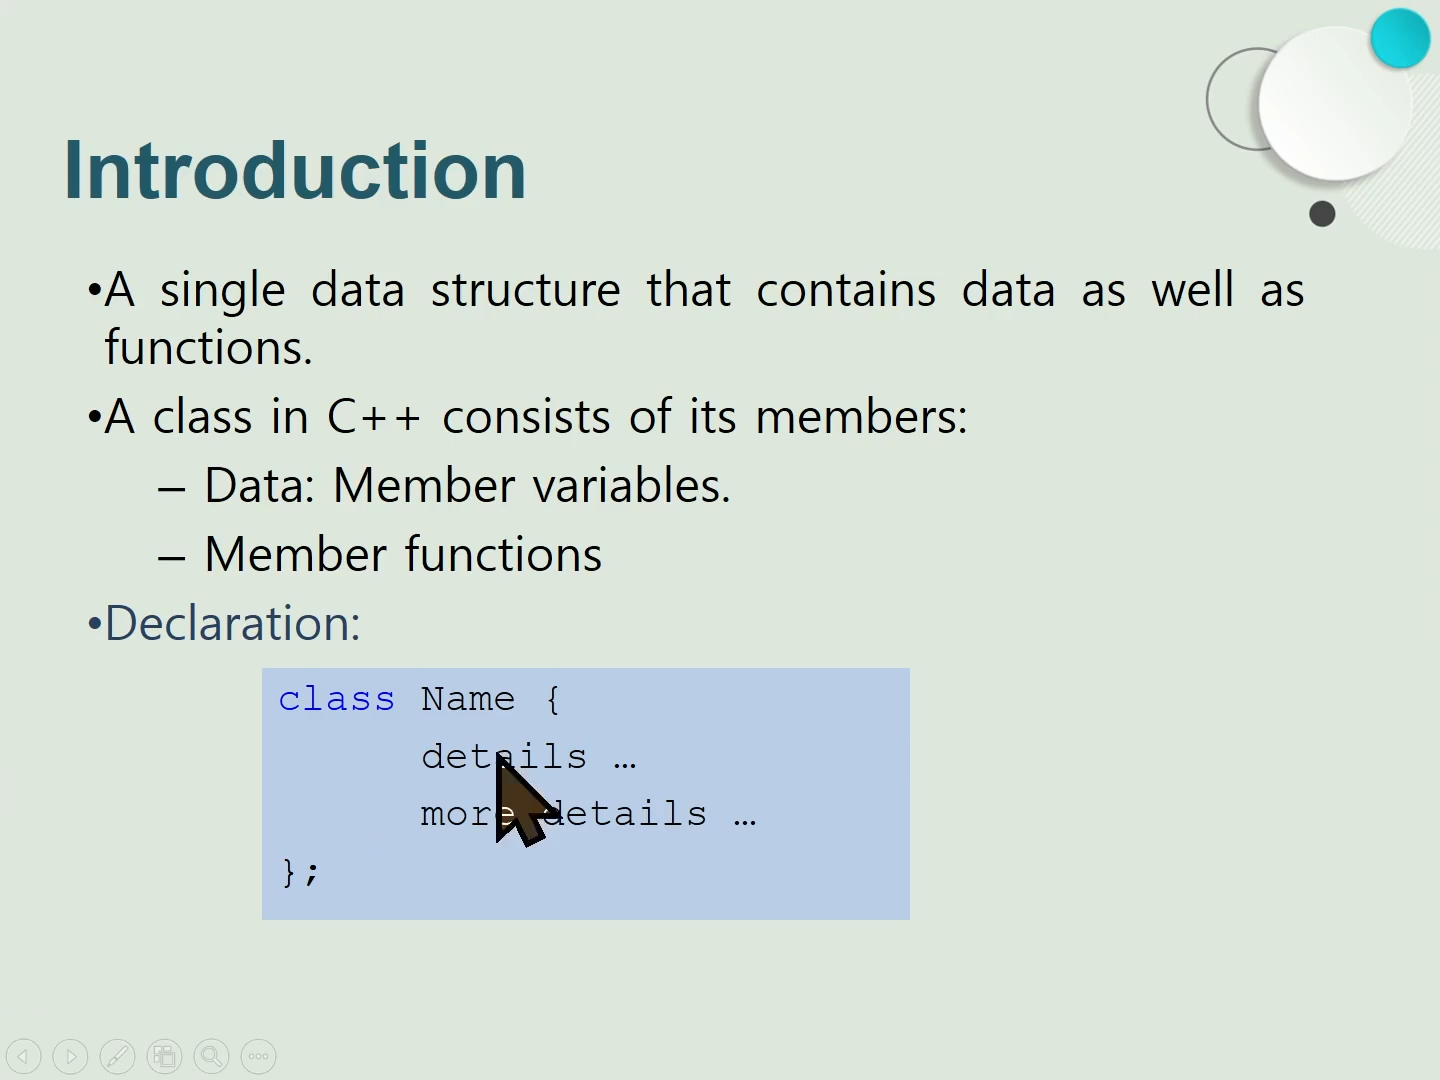 Introduction
•A single data structure that contains data as well as
functions.
•A class in C++ consists of its members:
– Data: Member variables.
– Member functions
•Declaration:
class Name {
details …
more details …
};